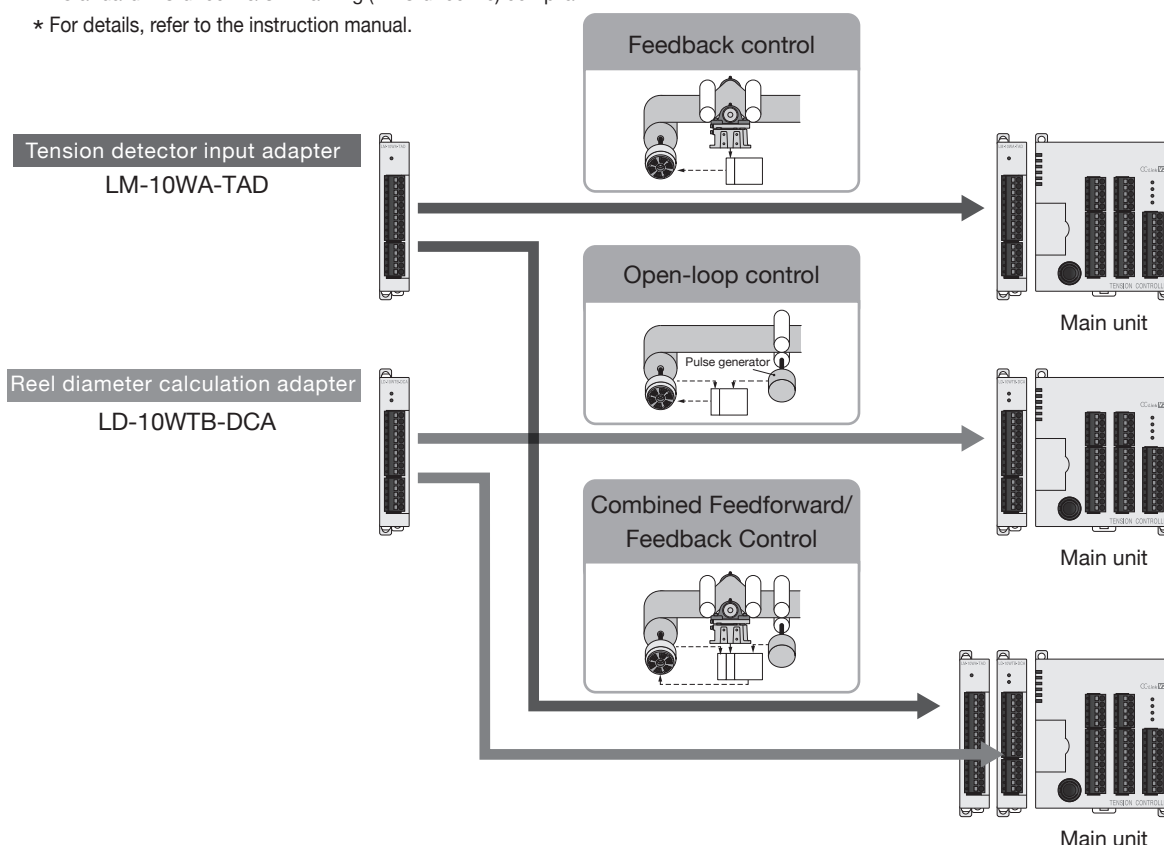 * For details, refer to the instruction manual.
Feedback control
Tension detector input adapter
LM-10WA-TAD
Main unit
Open-loop control
Pulse generator
Reel diameter calculation adapter
LD-10WTB-DCA
Main unit
Combined Feedforward/
Feedback Control
Main unit